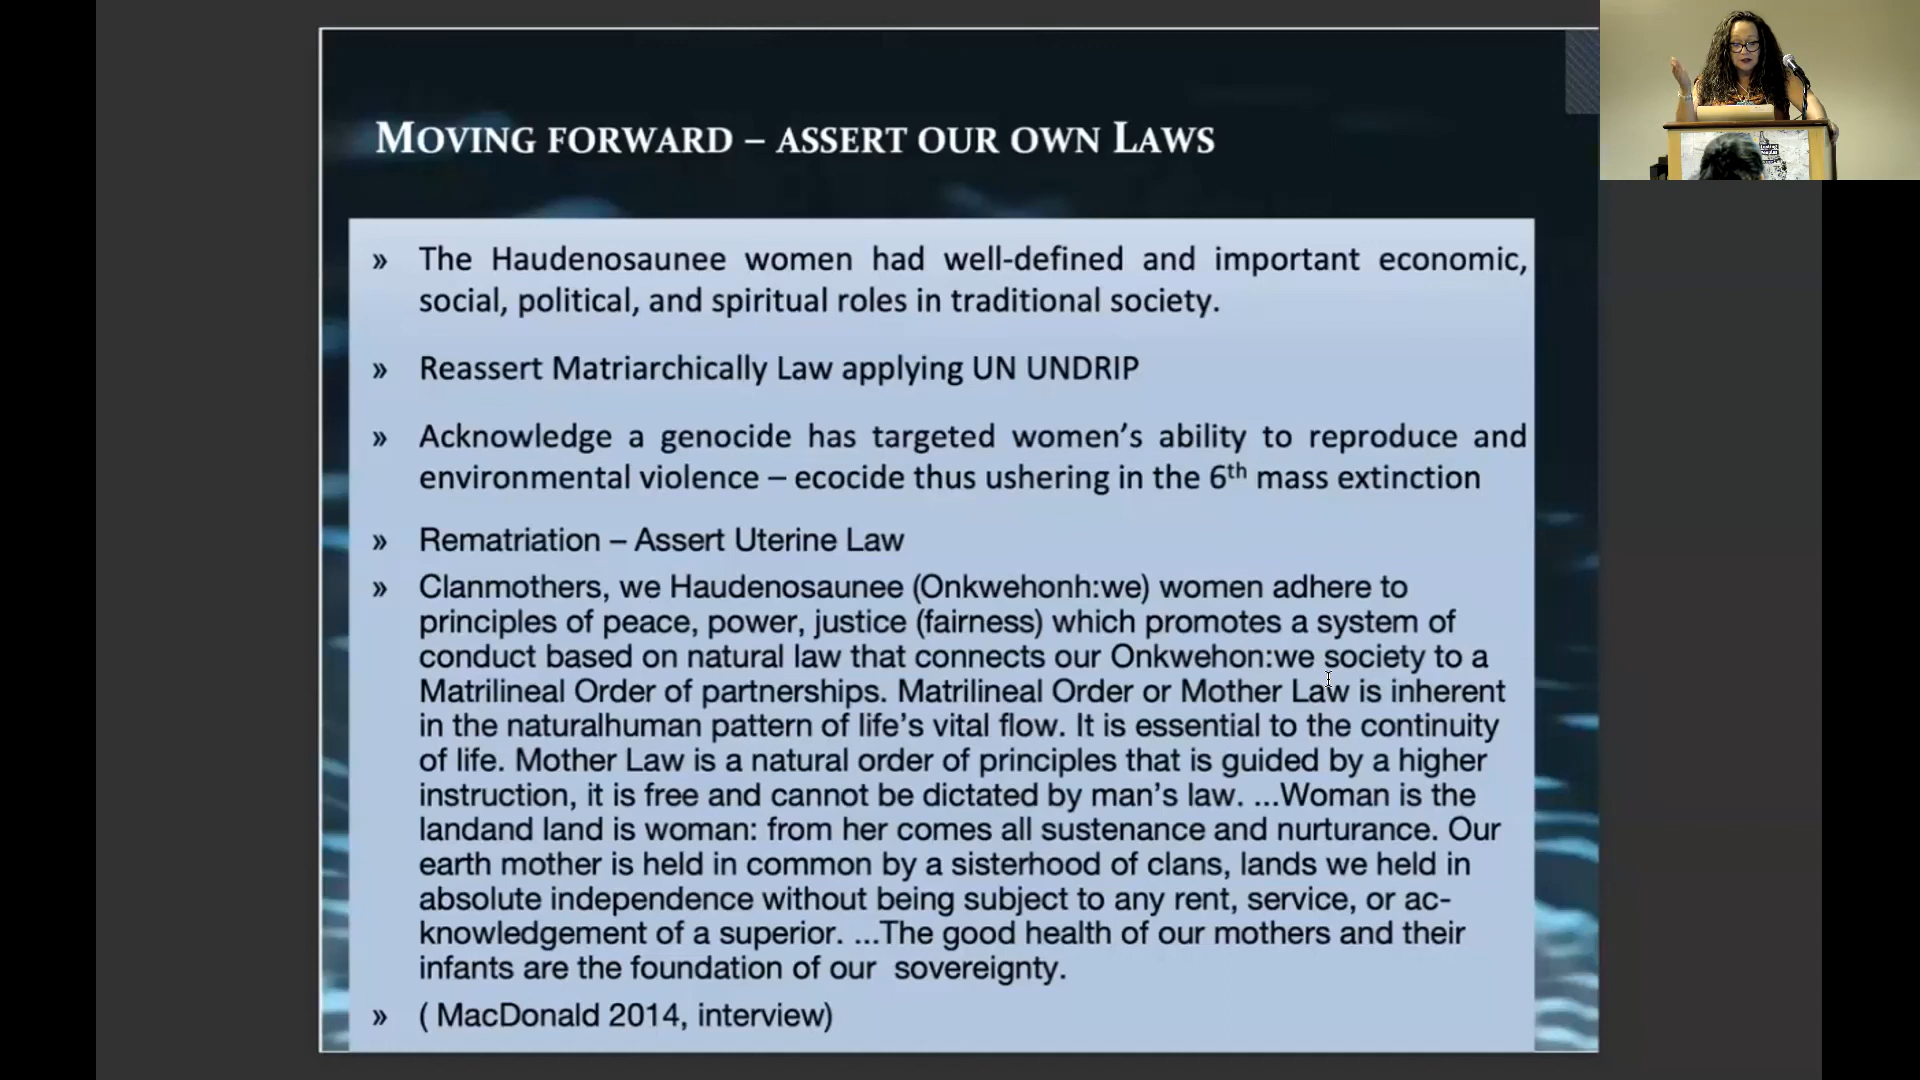 MOVING FORWARD – ASSERT OUR OWN LAWS
» The Haudenosaunee women had well-defined and important economic,
social, political, and spiritual roles in traditional society.
» Reassert Matriarchically Law applying UN UNDRIP
» Acknowledge a genocide has targeted women's ability to reproduce and
environmental violence – ecocide thus ushering in the 6th mass extinction
» Rematriation – Assert Uterine Law
» Clanmothers, we Haudenosaunee (Onkwehonh:we) women adhere to
principles of peace, power, justice (fairness) which promotes a system of
conduct based on natural law that connects our Onkwehon:we society to a
Matrilineal Order of partnerships. Matrilineal Order or Mother Law is inherent
in the naturalhuman pattern of life's vital flow. It is essential to the continuity
of life. Mother Law is a natural order of principles that is guided by a higher
instruction, it is free and cannot be dictated by man's law. ...Woman is the
landand land is woman: from her comes all sustenance and nurturance. Our
earth mother is held in common by a sisterhood of clans, lands we held in
absolute independence without being subject to any rent, service, or ac-
knowledgement of a superior. ...The good health of our mothers and their
infants are the foundation of our sovereignty.
» ( MacDonald 2014, interview)